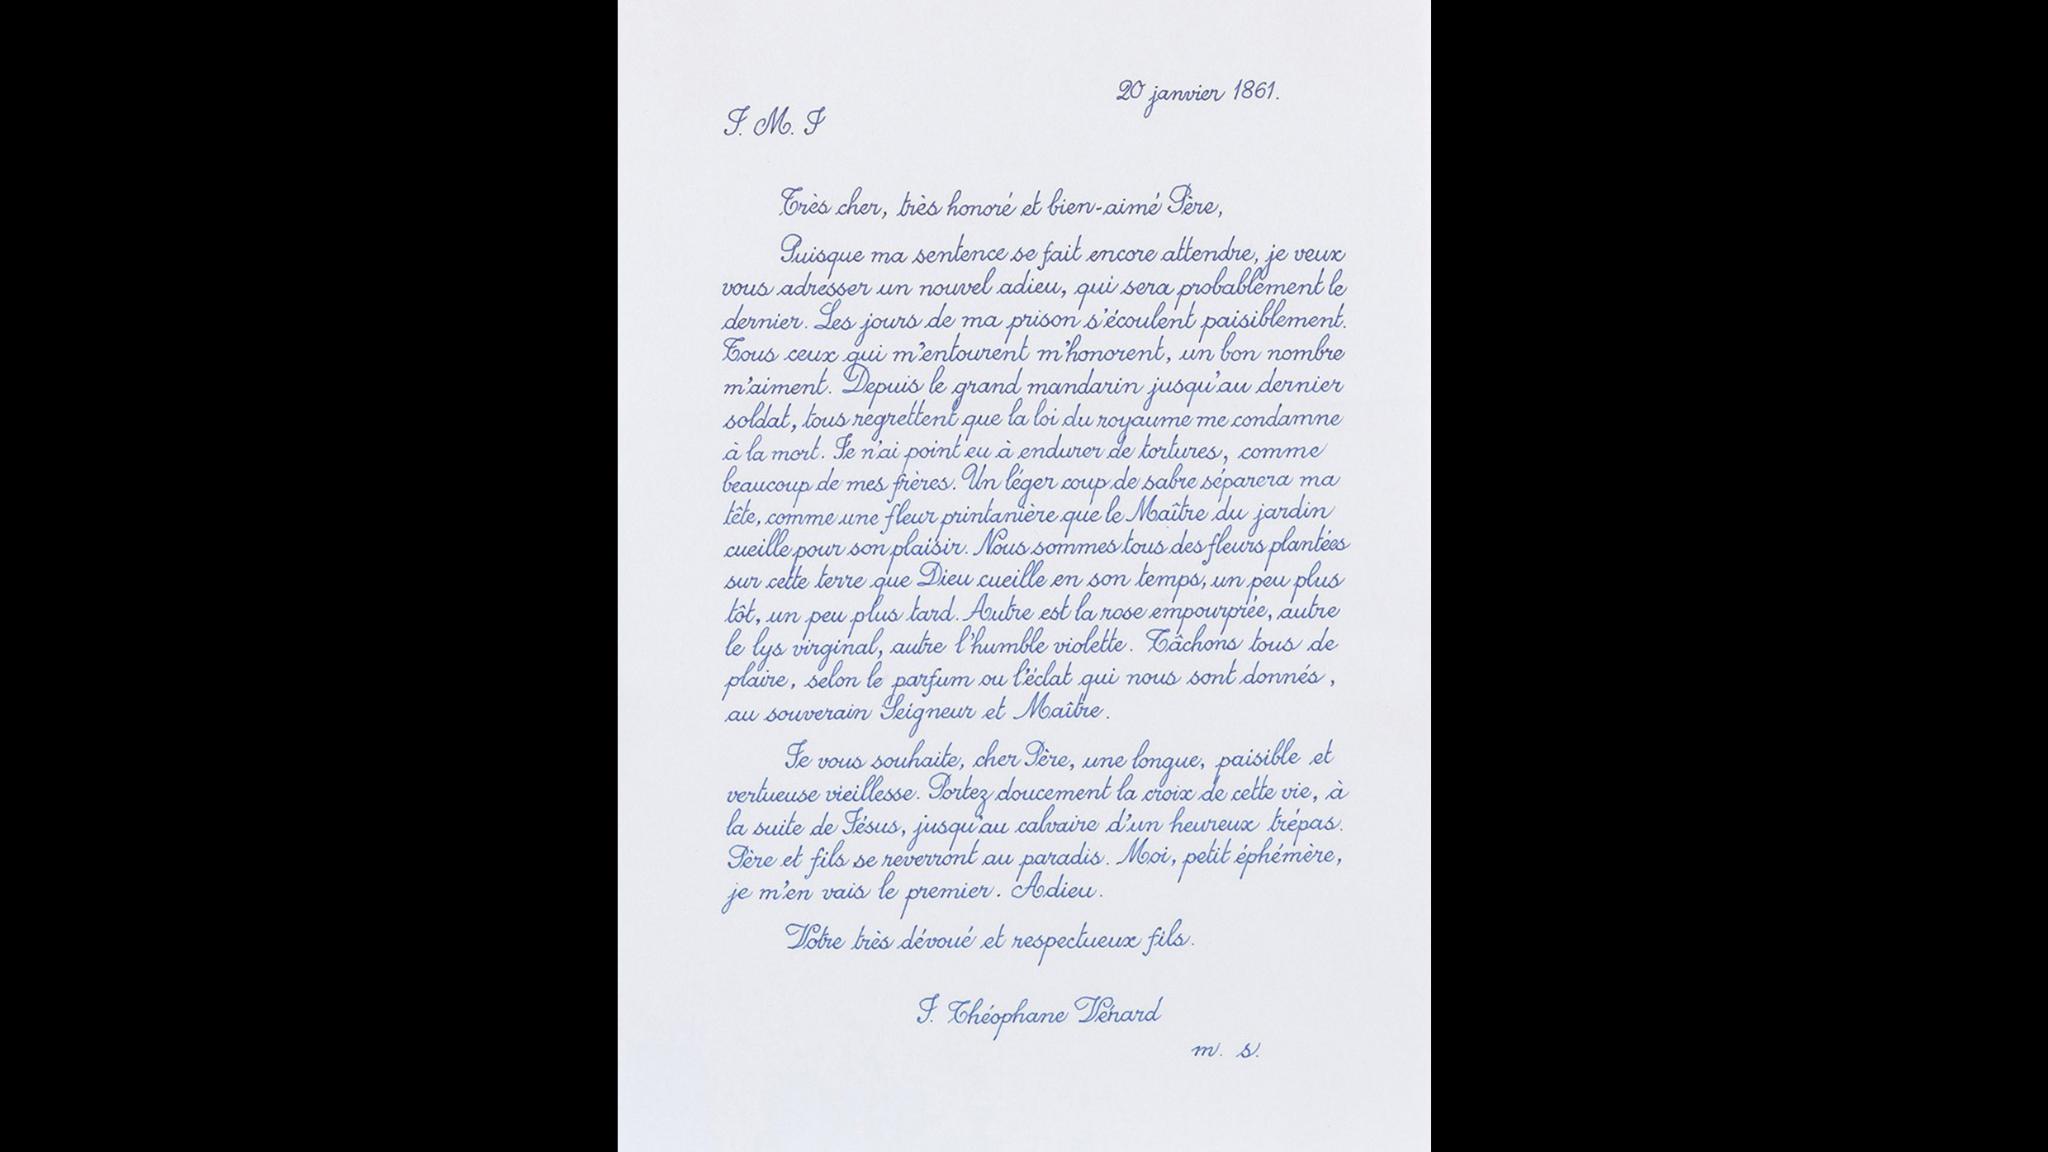 20 janvier 1861.
J. M. J
Très cher, très honoré et bien-aimé Père,
Puisque ma sentence se fait encore attendre, je veux
vous adresser un nouvel adieu, qui sera probablement le
dernier. Les jours de ma prison s'écoulent paisiblement.
Tous ceux qui m'entourent m'honorent, un bon nombre
m'aiment. Depuis le grand mandarin jusqu'au dernier
soldat, tous regrettent que la loi du royaume me condamne
à la mort. Je n'ai point eu à endurer de tortures, comme
beaucoup de mes frères. Un léger coup de sabre séparera ma
tête, comme une fleur printanière que le Maître du jardin
cueille pour son plaisir. Nous sommes tous des fleurs plantées
sur cette terre que Dieu cueille en son temps, un peu plus
tôt, un peu plus tard. Autre est la rose empourprée, autre
le lys virginal, autre l'humble violette. Tâchons tous de
plaire, selon le parfum ou l'éclat qui nous sont donnés,
au souverain Seigneur et Maître.
Je vous souhaite, cher Père, une longue, paisible et
vertueuse vieillesse. Portez doucement la croix de cette vie, à
la suite de Jésus, jusqu'au calvaire d'un heureux trépas.
Père et fils se reverront au paradis. Moi, petit éphémère,
je m'en vais le premier. Adieu.
Votre très dévoué et respectueux fils.
J. Théophane Vénard
m. s.